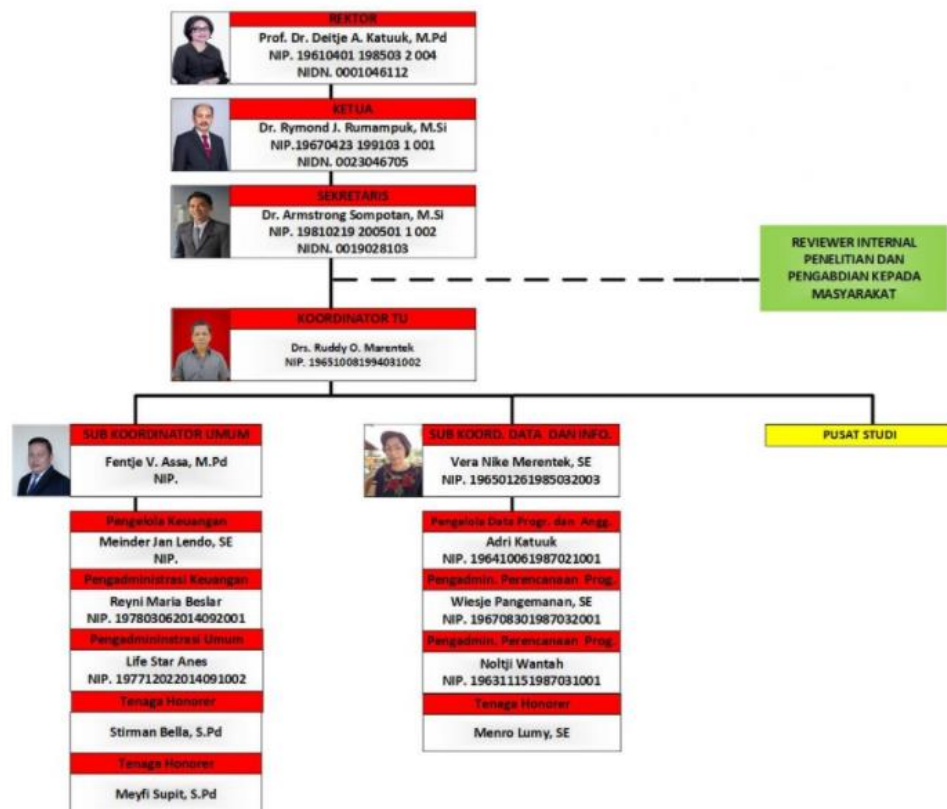 REKTOR
Prof. Dr. Deitje A. Katuuk, M.Pd
NIP. 19610401 198503 2 004
NIDN. 0001046112
KETUA
Dr. Rymond J. Rumampuk, M.Si
NIP.19670423 199103 1 001
NIDN. 0023046705
SEKRETARIS
Dr. Armstrong Sompotan, M.Si
NIP. 19810219 200501 1 002
NIDN. 0019028103
REVIEWER INTERNAL
PENELITIAN DAN
PENGABDIAN KEPADA
MASYARAKAT
KOORDINATOR TU
Drs. Ruddy O. Marentek
NIP. 196510081994031002
SUB KOORDINATOR UMUM
Fentje V. Assa, M.Pd
NIP.
Pengelola Keuangan
Meinder Jan Lendo, SE
NIP.
Pengadministrasi Keuangan
Reyni Maria Beslar
NIP. 197803062014092001
Pengadmininstrasi Umum
Life Star Anes
NIP. 197712022014091002
Tenaga Honorer
Stirman Bella, S.Pd
Tenaga Honorer
Meyfi Supit, S.Pd
SUB KOORD. DATA DAN INFO.
Vera Nike Merentek, SE
NIP. 196501261985032003
Pengelola Data Progr. dan Angg.
Adri Katuuk
NIP. 196410061987021001
Pengadmin. Perencanaan Prog.
Wiesje Pangemanan, SE
NIP. 196708301987032001
Pengadmin. Perencanaan Prog.
Noltji Wantah
NIP. 196311151987031001
Tenaga Honorer
Menro Lumy, SE
PUSAT STUDI